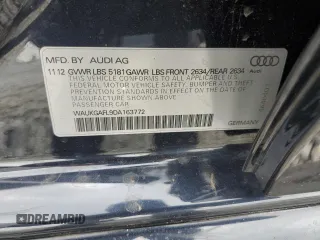 MFD. BY AUDI AG
11 12 GVWR LBS 5181 GAWR LBS FRONT 2634/REAR 2634
THIS VEHICLE CONFORMS TO ALL APPLICABLE
FEDERAL MOTOR VEHICLE SAFETY, BUMPER, AND
THEFT PREVENTION STANDARDS IN EFFECT
ON THE DATE OF MANUFACTURE SHOWN ABOVE
PASSENGER CAR
WAUKGAFL9DA163772
DREAMBID